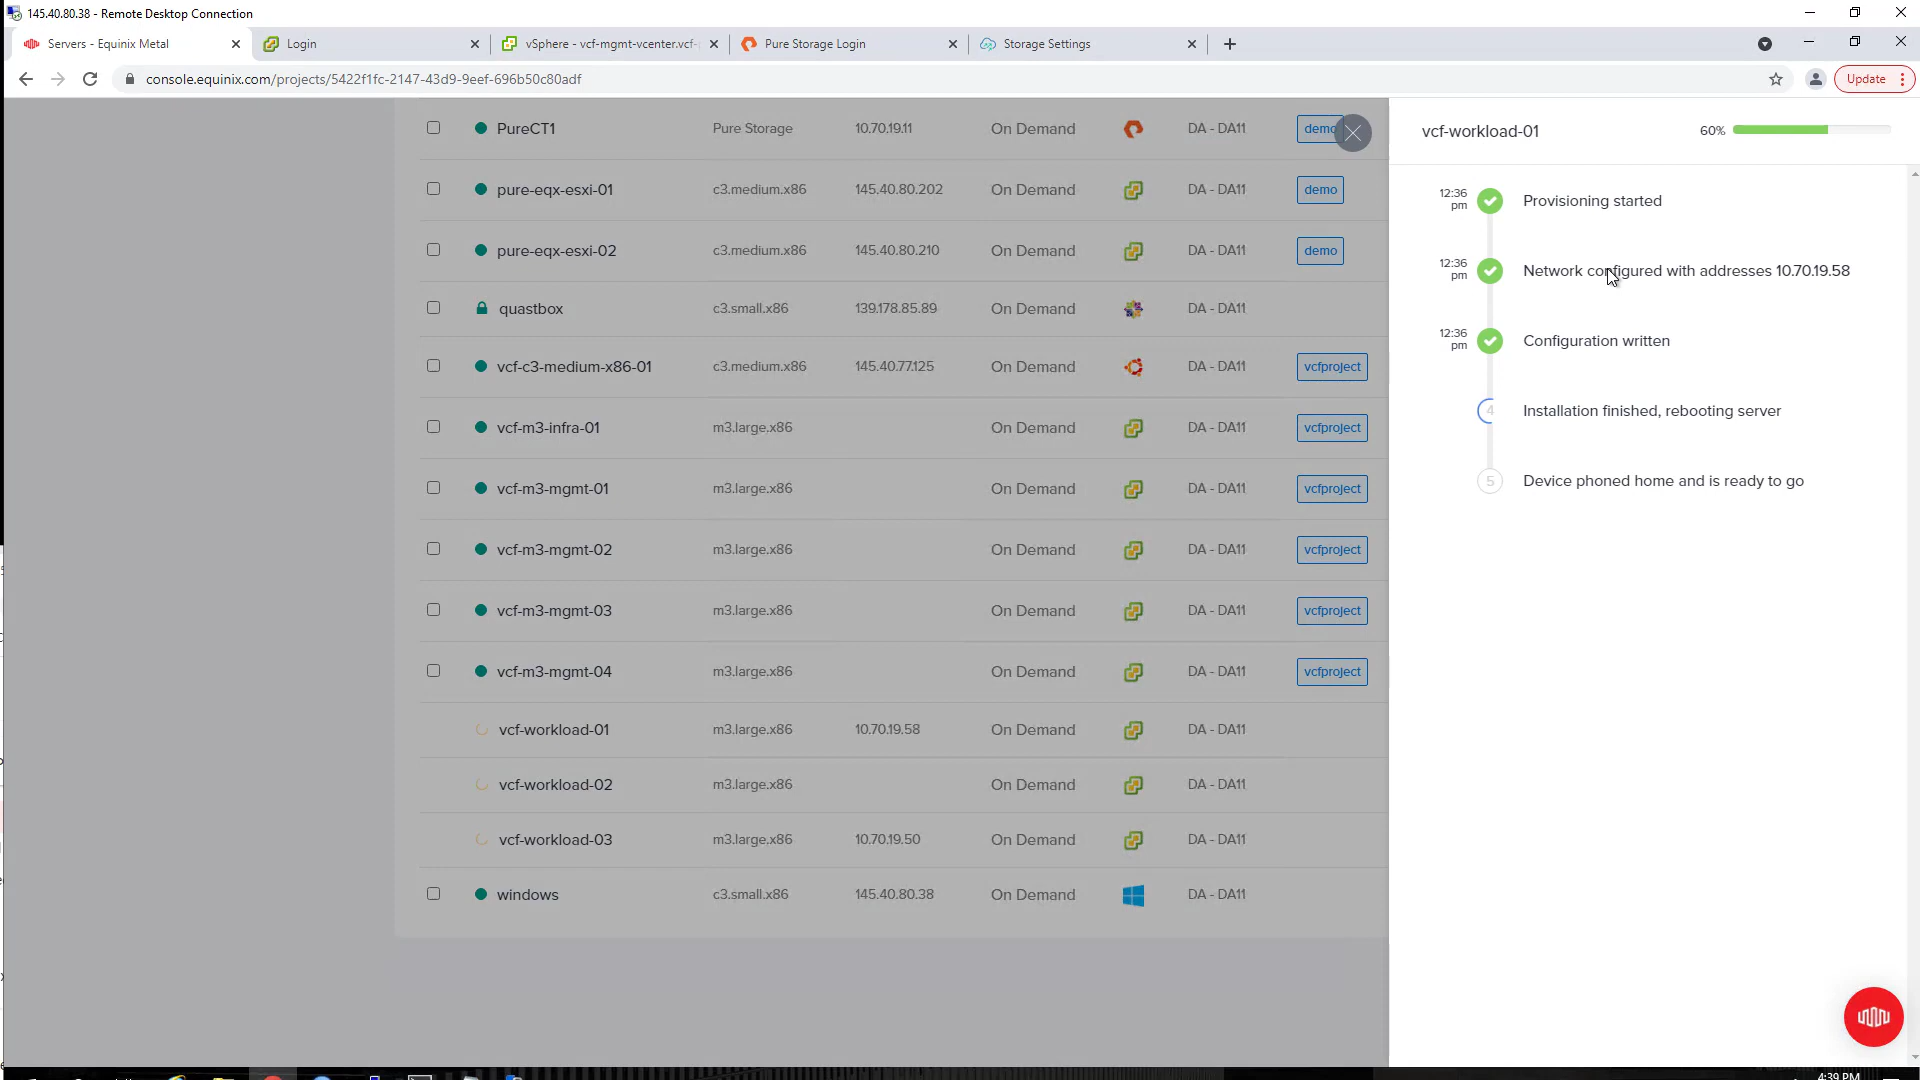 145.40.80.38 - Remote Desktop Connection
Servers - Equinix Metal
Login
vSphere - vcf-mgmt-vcenter.vcf-
Pure Storage Login
Storage Settings
console.equinix.com/projects/5422f1fc-2147-43d9-9eef-696b50c80adf
Update
PureCT1 Pure Storage 10.70.19.11 On Demand DA - DA11 demo
pure-eqx-esxi-01 c3.medium.x86 145.40.80.202 On Demand DA - DA11 demo
pure-eqx-esxi-02 c3.medium.x86 145.40.80.210 On Demand DA - DA11 demo
quastbox c3.small.x86 139.178.85.89 On Demand DA - DA11
vcf-c3-medium-x86-01 c3.medium.x86 145.40.77.125 On Demand DA - DA11 vcfproject
vcf-m3-infra-01 m3.large.x86 On Demand DA - DA11 vcfproject
vcf-m3-mgmt-01 m3.large.x86 On Demand DA - DA11 vcfproject
vcf-m3-mgmt-02 m3.large.x86 On Demand DA - DA11 vcfproject
vcf-m3-mgmt-03 m3.large.x86 On Demand DA - DA11 vcfproject
vcf-m3-mgmt-04 m3.large.x86 On Demand DA - DA11 vcfproject
vcf-workload-01 m3.large.x86 10.70.19.58 On Demand DA - DA11
vcf-workload-02 m3.large.x86 On Demand DA - DA11
vcf-workload-03 m3.large.x86 10.70.19.50 On Demand DA - DA11
windows c3.small.x86 145.40.80.38 On Demand DA - DA11
vcf-workload-01 60%
12:36 pm Provisioning started
12:36 pm Network configured with addresses 10.70.19.58
12:36 pm Configuration written
4 Installation finished, rebooting server
5 Device phoned home and is ready to go
4:39 PM